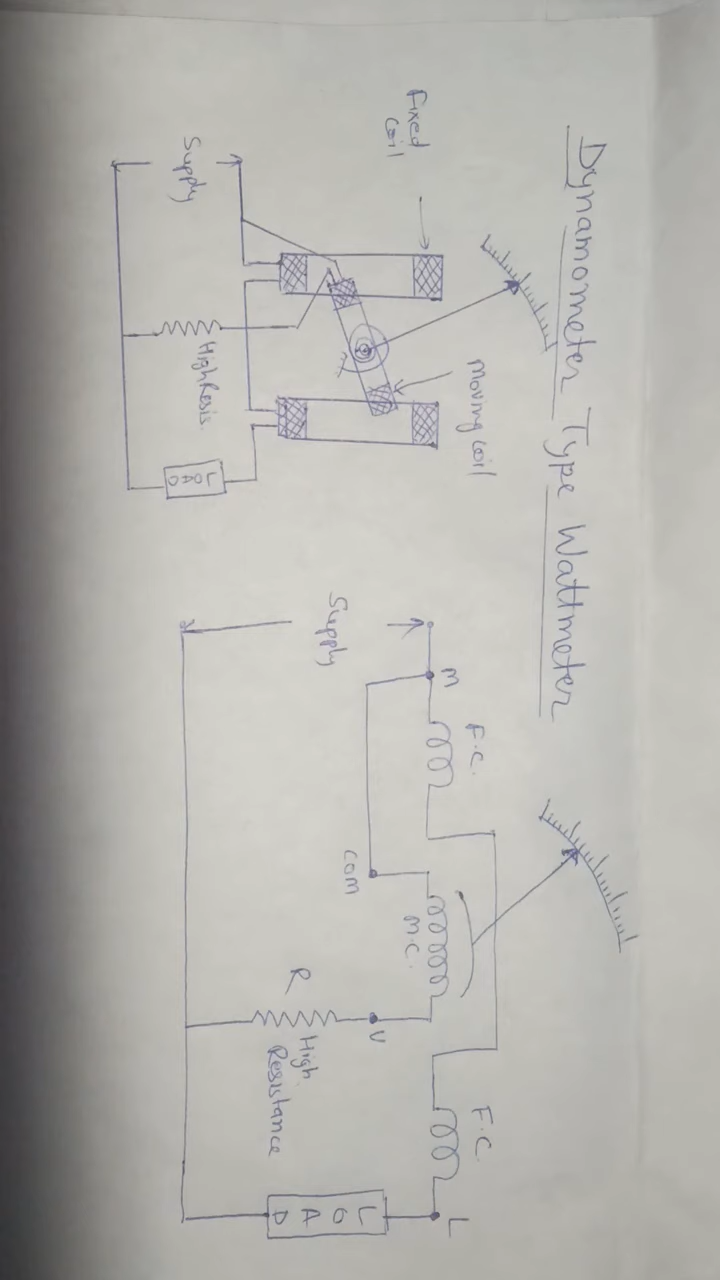 Dynamometer Type Wattmeter
Fixed
coil
Moving coil
Supply
High Resis.
LOAD
F.C.
F.C.
M
L
Supply
COM
M.C.
V
R
High
Resistance
LOAD